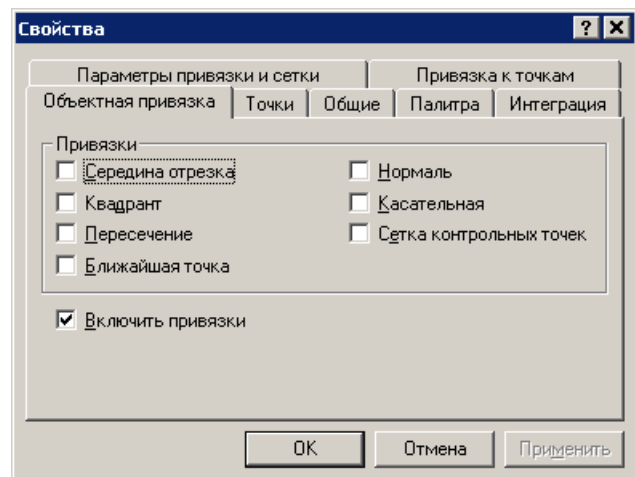 Свойства
Параметры привязки и сетки Привязка к точкам
Объектная привязка Точки Общие Палитра Интеграция
Привязки
Середина отрезка Нормаль
Квадрант Касательная
Пересечение Сетка контрольных точек
Ближайшая точка
Включить привязки
OK Отмена Применить